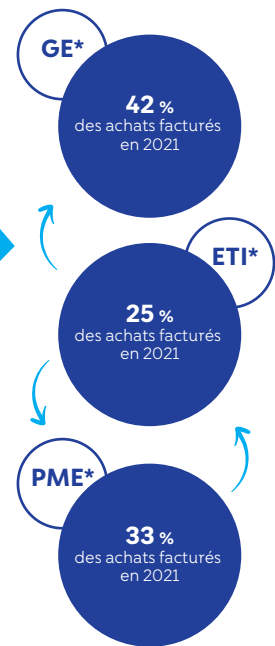 GE*
42 %
des achats facturés
en 2021
ETI*
25 %
des achats facturés
en 2021
PME*
33 %
des achats facturés
en 2021